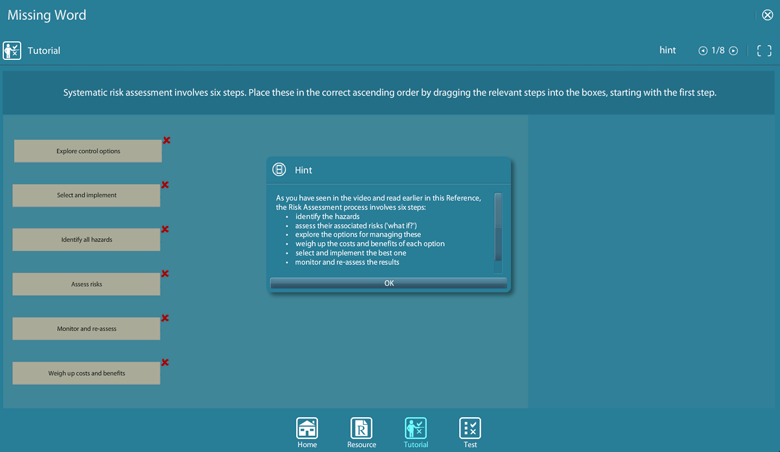 Missing Word
Tutorial
hint
1/8
Systematic risk assessment involves six steps. Place these in the correct ascending order by dragging the relevant steps into the boxes, starting with the first step.
Explore control options
Select and implement
Identify all hazards
Assess risks
Monitor and re-assess
Weigh up costs and benefits
Hint
As you have seen in the video and read earlier in this Reference,
the Risk Assessment process involves six steps:
• identify the hazards
• assess their associated risks ('what if?')
• explore the options for managing these
• weigh up the costs and benefits of each option
• select and implement the best one
• monitor and re-assess the results
OK
R
Home
Resource
Tutorial
Test